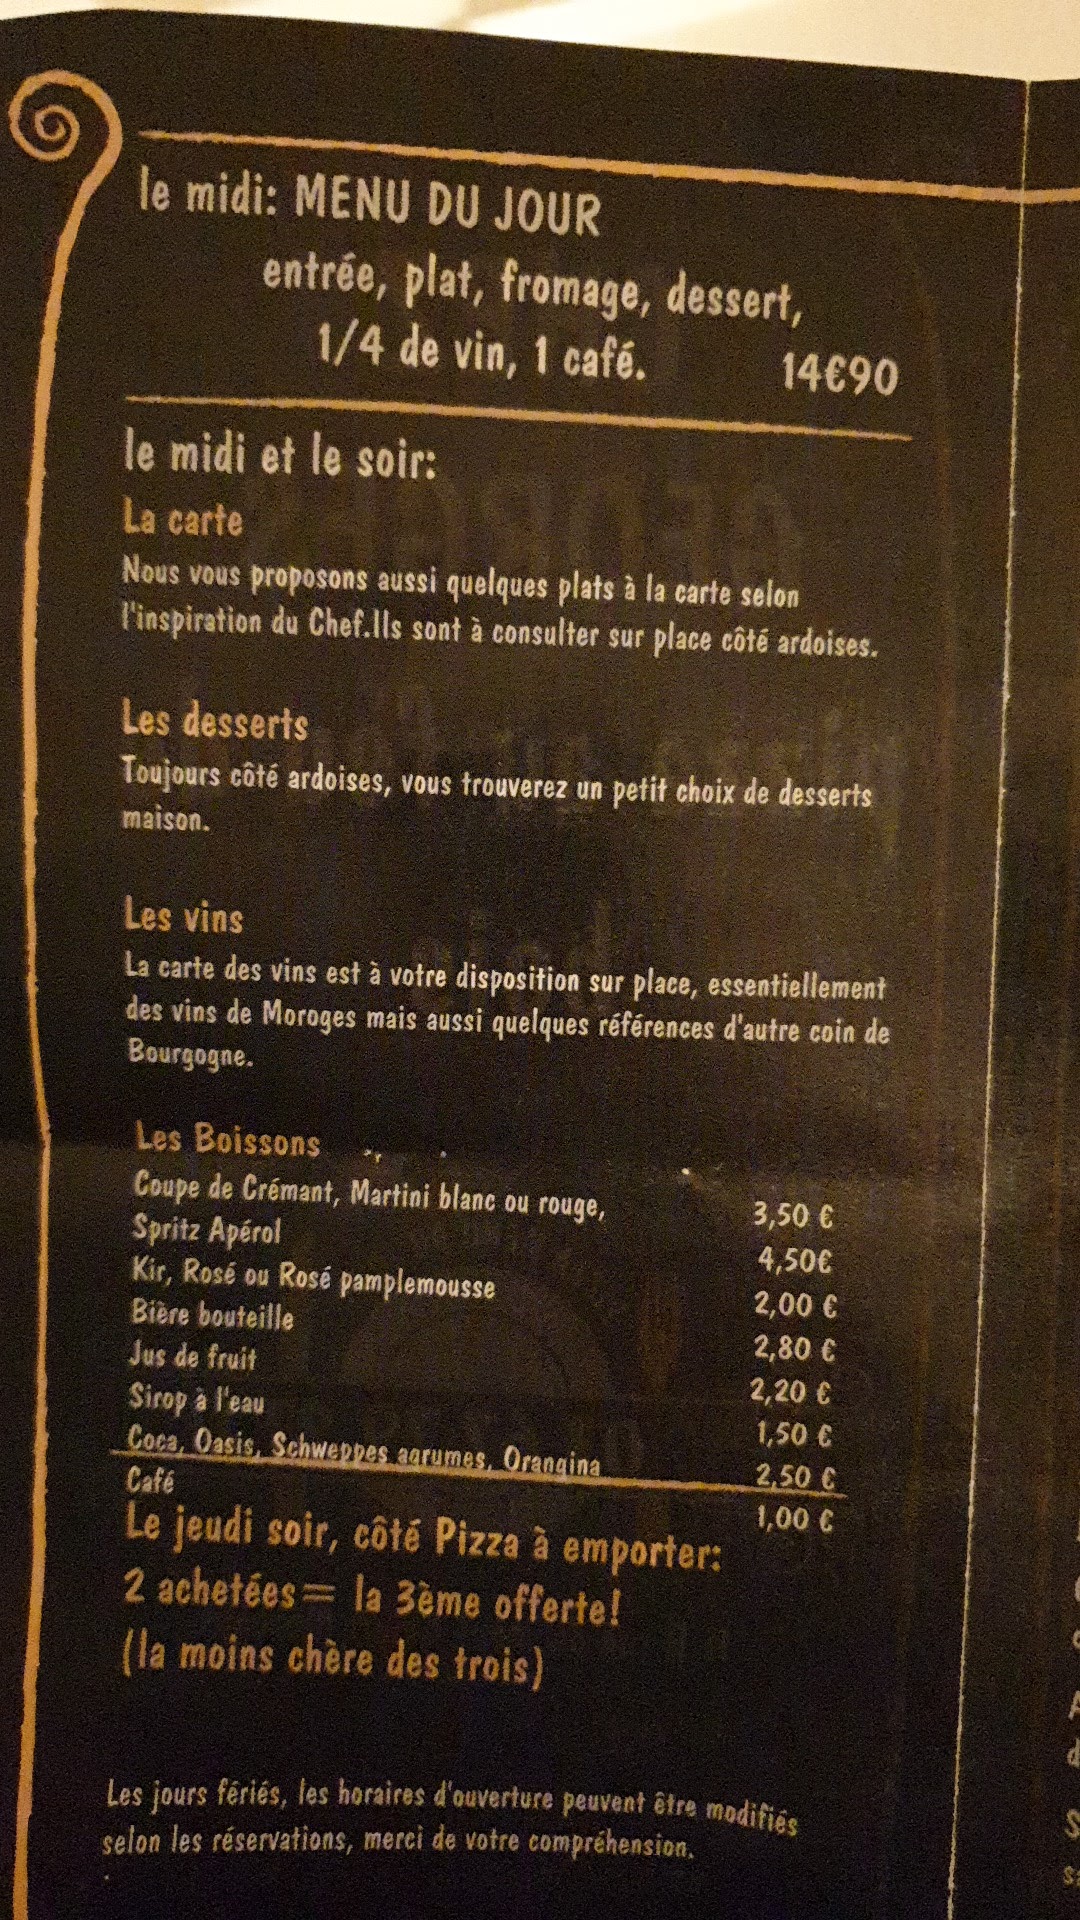 le midi: MENU DU JOUR
entrée, plat, fromage, dessert,
1/4 de vin, 1 café. 14€90
le midi et le soir:
La carte
Nous vous proposons aussi quelques plats à la carte selon
l'inspiration du Chef.Ils sont à consulter sur place côté ardoises.
Les desserts
Toujours côté ardoises, vous trouverez un petit choix de desserts
maison.
Les vins
La carte des vins est à votre disposition sur place, essentiellement
des vins de Moroges mais aussi quelques références d'autre coin de
Bourgogne.
Les Boissons
Coupe de Crémant, Martini blanc ou rouge, 3,50 €
Spritz Apérol 4,50€
Kir, Rosé ou Rosé pamplemousse 2,00 €
Bière bouteille 2,80 €
Jus de fruit 2,20 €
Sirop à l'eau 1,50 €
Coca, Oasis, Schweppes agrumes, Orangina 2,50 €
Café 1,00 €
Le jeudi soir, côté Pizza à emporter:
2 achetées= la 3ème offerte!
(la moins chère des trois)
Les jours fériés, les horaires d'ouverture peuvent être modifiés
selon les réservations, merci de votre compréhension.